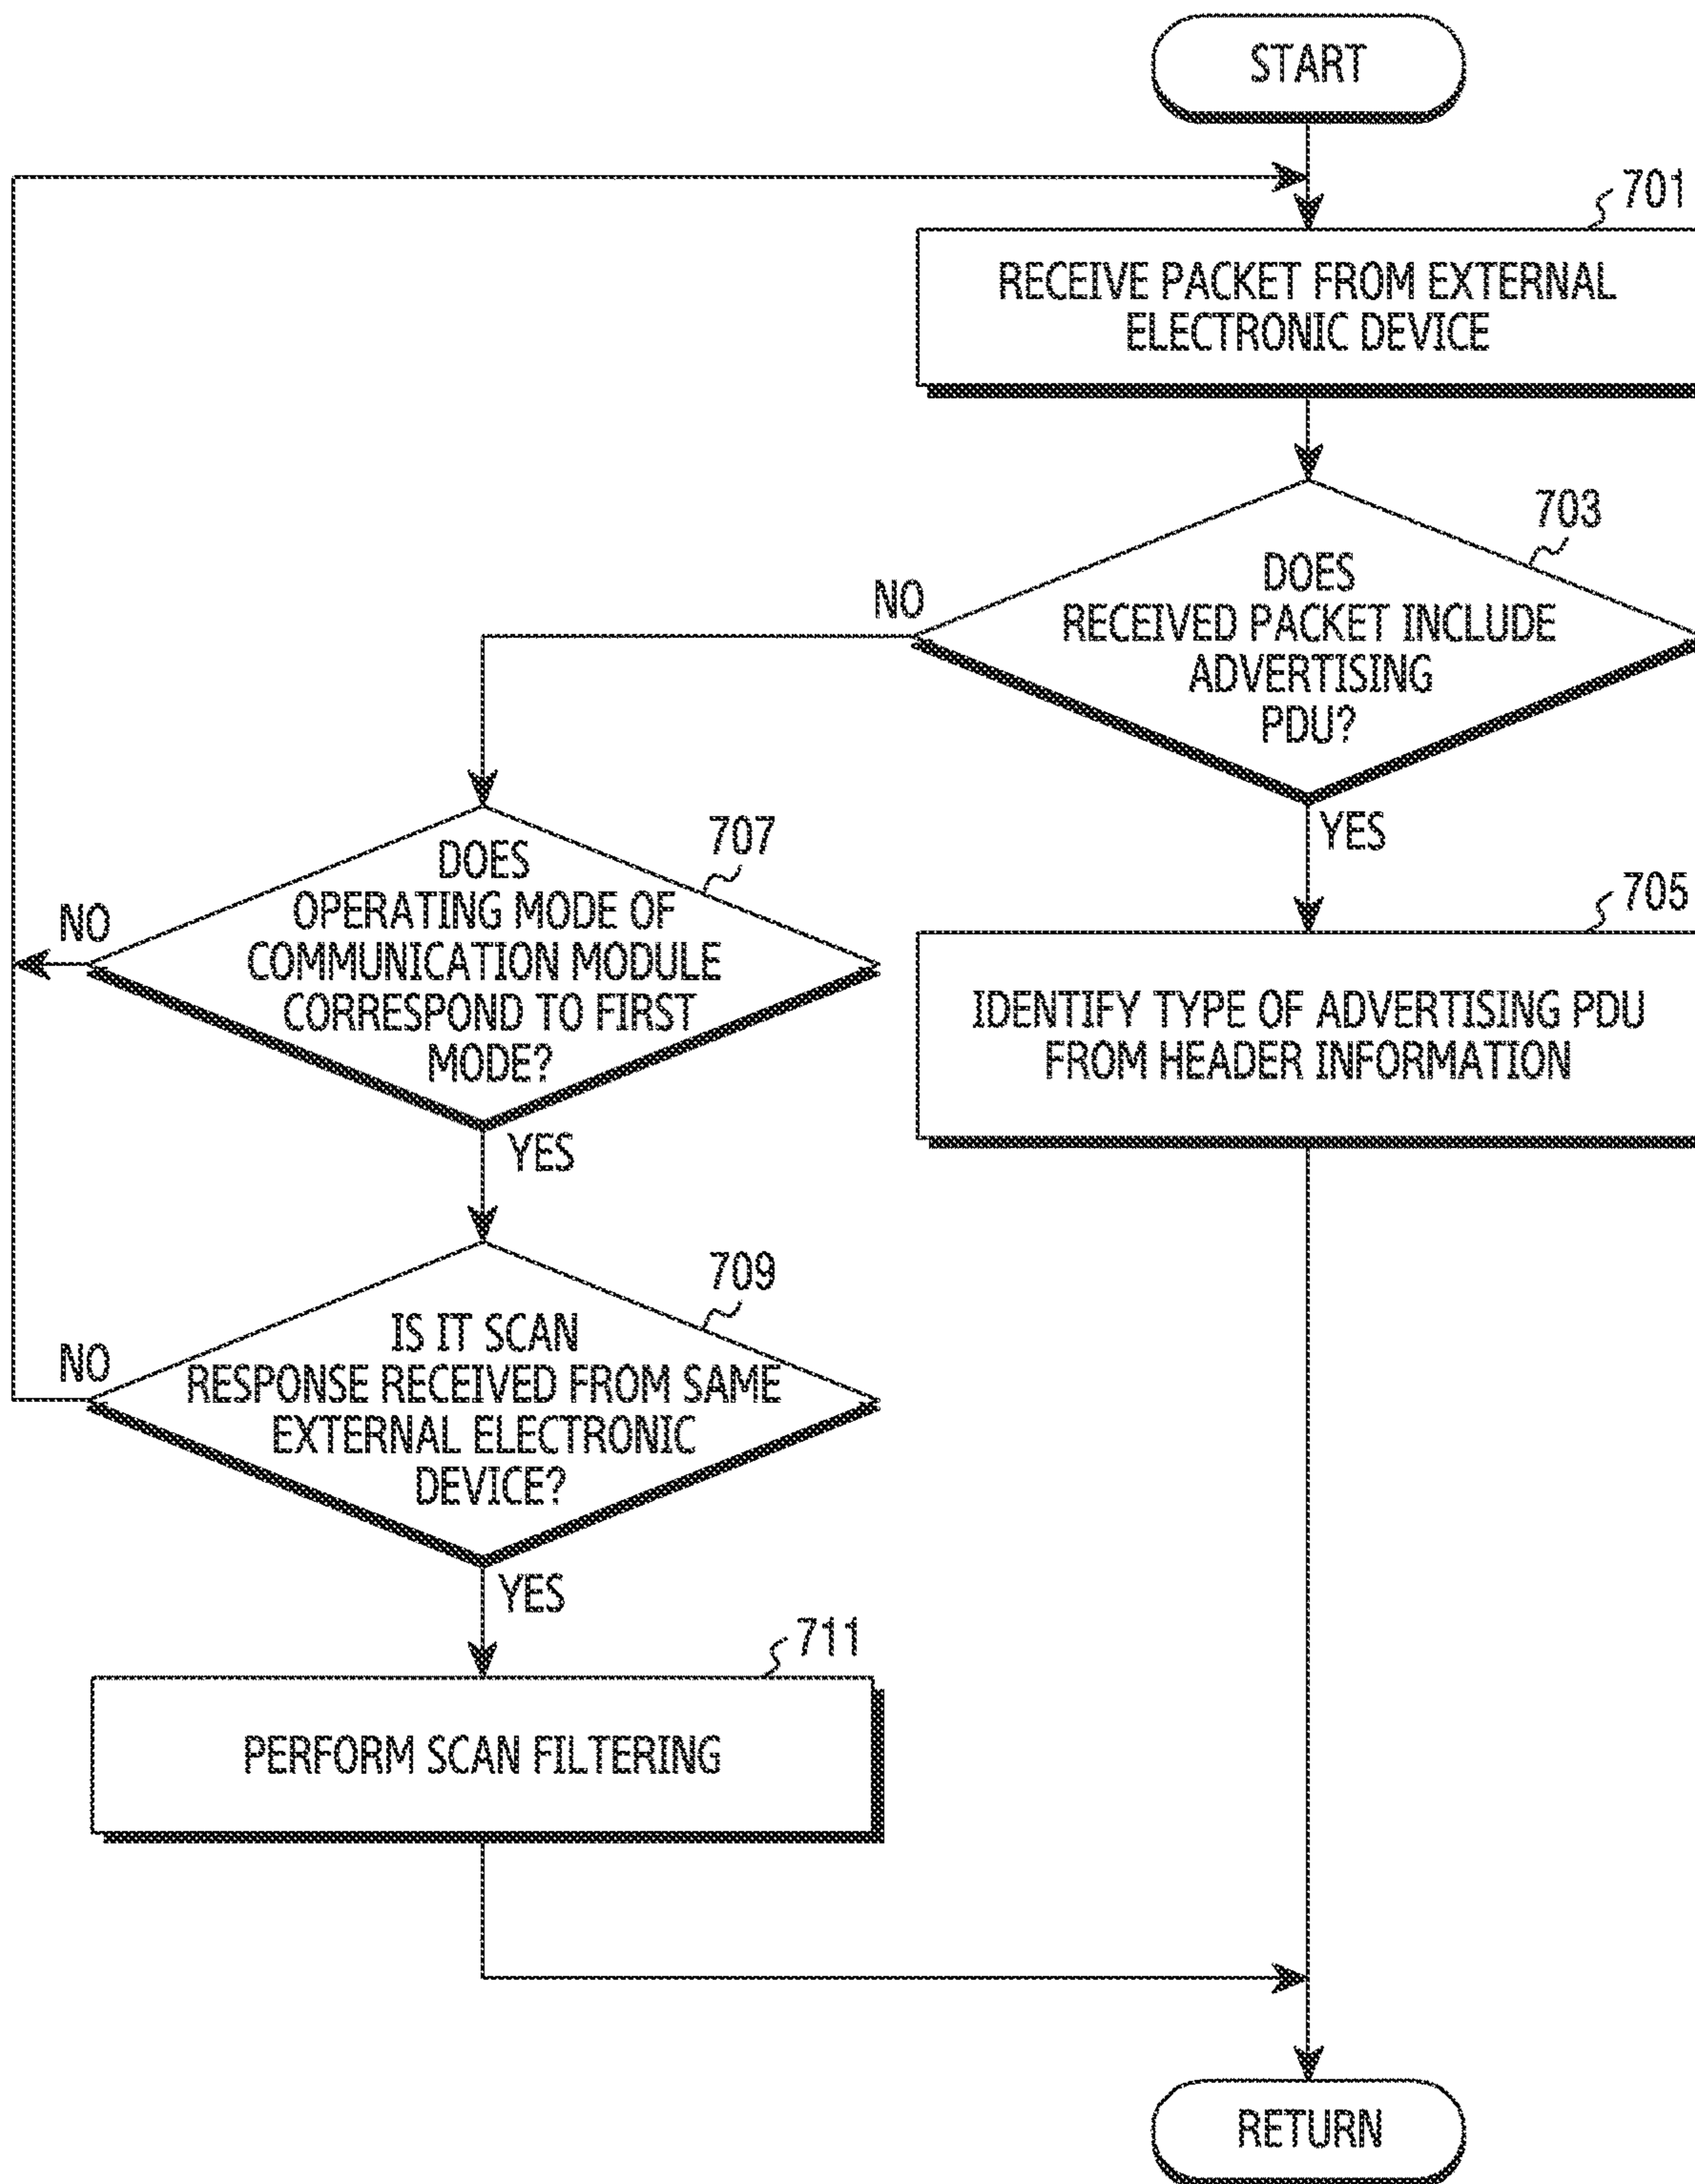 START
701
RECEIVE PACKET FROM EXTERNAL
ELECTRONIC DEVICE
703
DOES
RECEIVED PACKET INCLUDE
ADVERTISING
PDU?
NO
YES
705
IDENTIFY TYPE OF ADVERTISING PDU
FROM HEADER INFORMATION
707
DOES
OPERATING MODE OF
COMMUNICATION MODULE
CORRESPOND TO FIRST
MODE?
NO
YES
709
IS IT SCAN
RESPONSE RECEIVED FROM SAME
EXTERNAL ELECTRONIC
DEVICE?
NO
YES
711
PERFORM SCAN FILTERING
RETURN